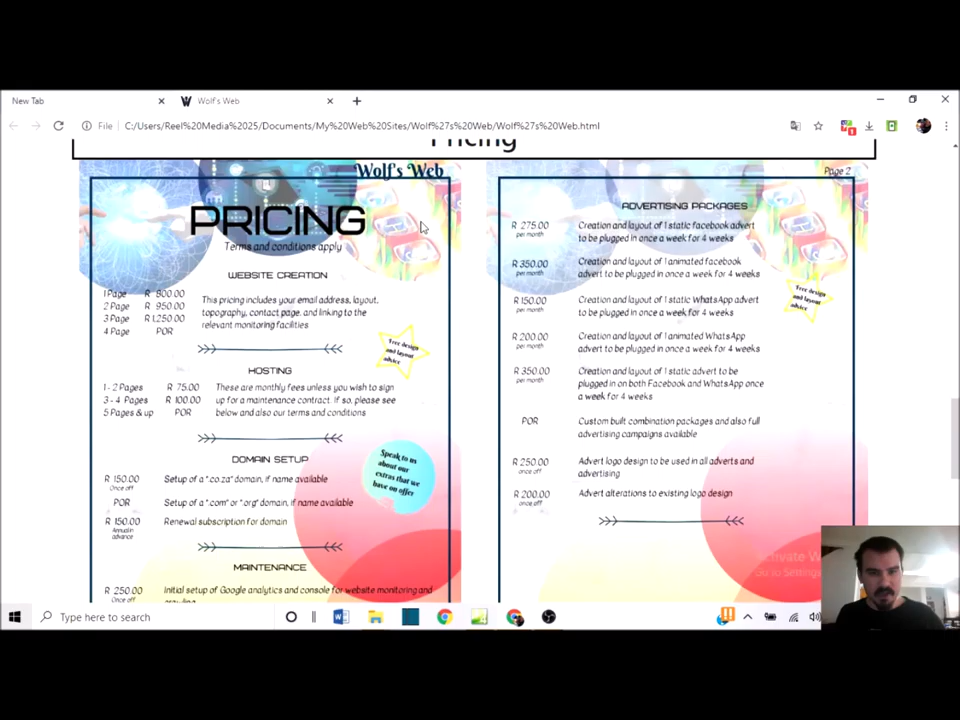 New Tab
Wolf's Web
File
C:/Users/Reel%20Media%2025/Documents/My%20Web%20Sites/Wolf%27s%20Web/Wolf%27s%20Web.html
Pricing
Wolf's Web
PRICING
Terms and conditions apply
WEBSITE CREATION
1 Page R 800.00
2 Page R 950.00
3 Page R 1,250.00
4 Page POR
This pricing includes your email address, layout,
topography, contact page, and linking to the
relevant monitoring facilities
Free design
and layout
advice
HOSTING
1 - 2 Pages R 75.00
3 - 4 Pages R 100.00
5 Pages & up POR
These are monthly fees unless you wish to sign
up for a maintenance contract. If so, please see
below and also our terms and conditions
DOMAIN SETUP
R 150.00
Once off
Setup of a ".co.za" domain, if name available
POR
Setup of a ".com" or ".org" domain, if name available
R 150.00
Annual in
advance
Renewal subscription for domain
Speak to us
about our
extras that we
have on offer
MAINTENANCE
R 250.00
Once off
Initial setup of Google analytics and console for website monitoring and
crawling
Page 2
ADVERTISING PACKAGES
R 275.00
per month
Creation and layout of 1 static facebook advert
to be plugged in once a week for 4 weeks
R 350.00
per month
Creation and layout of 1 animated facebook
advert to be plugged in once a week for 4 weeks
R 150.00
per month
Creation and layout of 1 static WhatsApp advert
to be plugged in once a week for 4 weeks
R 200.00
per month
Creation and layout of 1 animated WhatsApp
advert to be plugged in once a week for 4 weeks
R 350.00
per month
Creation and layout of 1 static advert to be
plugged in on both Facebook and WhatsApp once
a week for 4 weeks
POR
Custom built combination packages and also full
advertising campaigns available
R 250.00
once off
Advert logo design to be used in all adverts and
advertising
R 200.00
once off
Advert alterations to existing logo design
Free design
and layout
advice
Activate W
Go to Settings
Type here to search